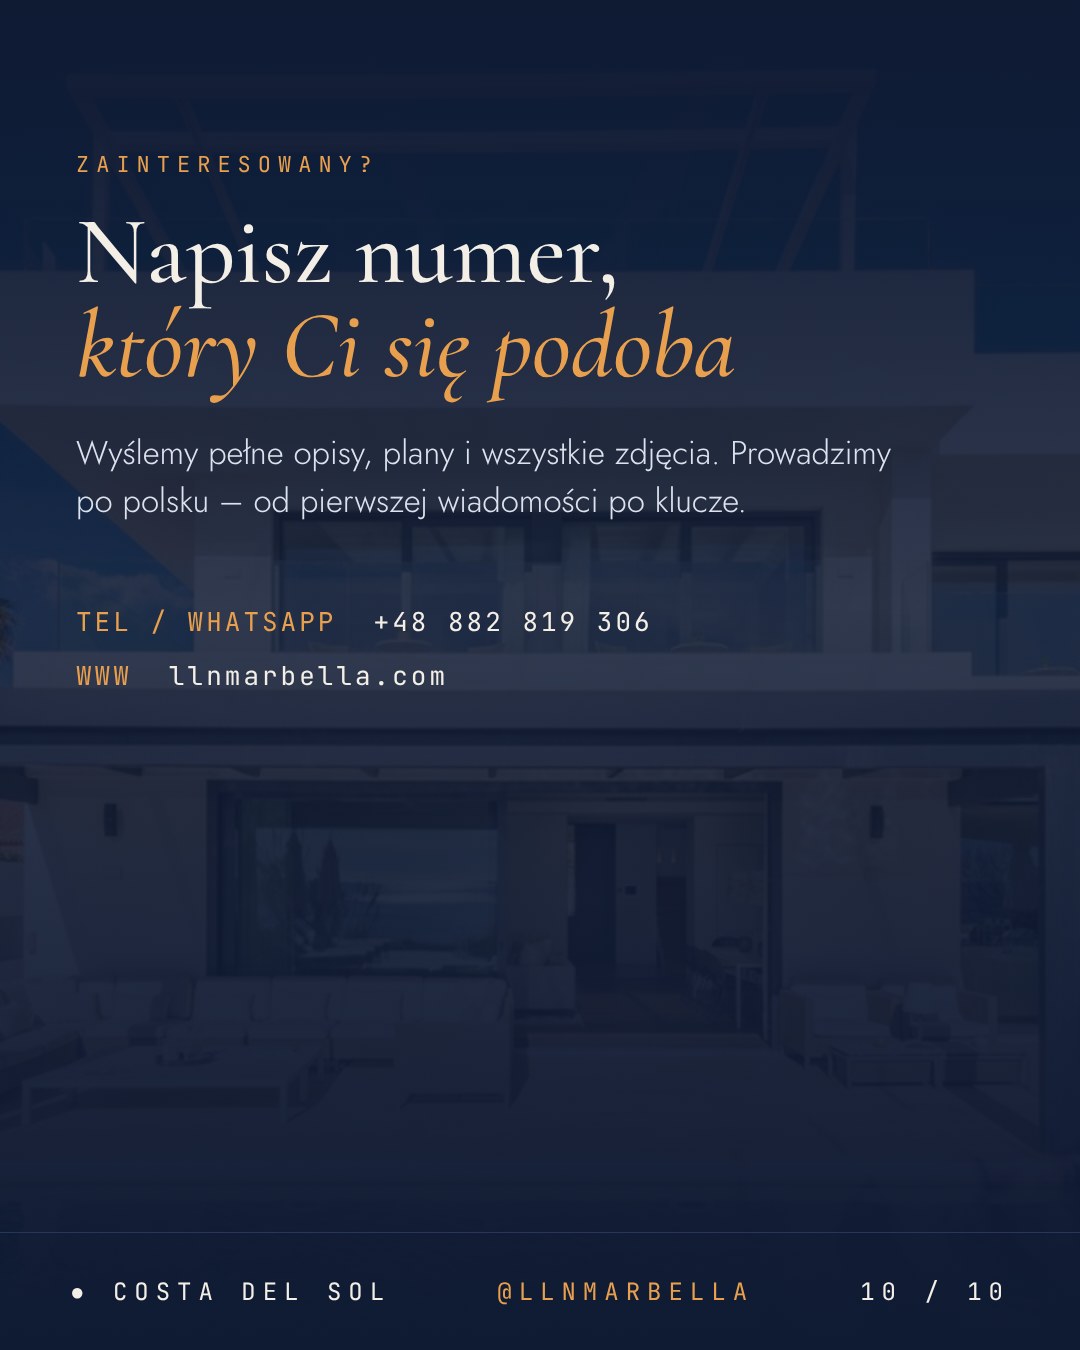 ZAINTERESOWANY?
Napisz numer,
który Ci się podoba
Wyślemy pełne opisy, plany i wszystkie zdjęcia. Prowadzimy
po polsku – od pierwszej wiadomości po klucze.
TEL / WHATSAPP +48 882 819 306
WWW llnmarbella.com
• COSTA DEL SOL @LLNMARBELLA 10 / 10